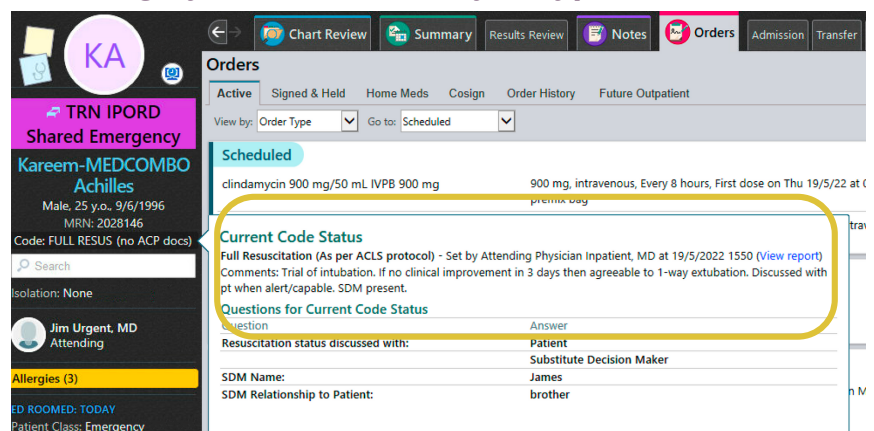 KA
TRN IPORD
Shared Emergency
Kareem-MEDCOMBO
Achilles
Male, 25 y.o., 9/6/1996
MRN: 2028146
Code: FULL RESUS (no ACP docs)
Search
Isolation: None
Jim Urgent, MD
Attending
Allergies (3)
ED ROOMED: TODAY
Patient Class: Emergency
Chart Review Summary Results Review Notes Orders Admission Transfer
Orders
Active Signed & Held Home Meds Cosign Order History Future Outpatient
View by: Order Type Go to: Scheduled
Scheduled
clindamycin 900 mg/50 mL IVPB 900 mg 900 mg, intravenous, Every 8 hours, First dose on Thu 19/5/22 at
premix bag
Current Code Status
Full Resuscitation (As per ACLS protocol) - Set by Attending Physician Inpatient, MD at 19/5/2022 1550 (View report)
Comments: Trial of intubation. If no clinical improvement in 3 days then agreeable to 1-way extubation. Discussed with
pt when alert/capable. SDM present.
Questions for Current Code Status
Question Answer
Resuscitation status discussed with: Patient
Substitute Decision Maker
SDM Name: James
SDM Relationship to Patient: brother